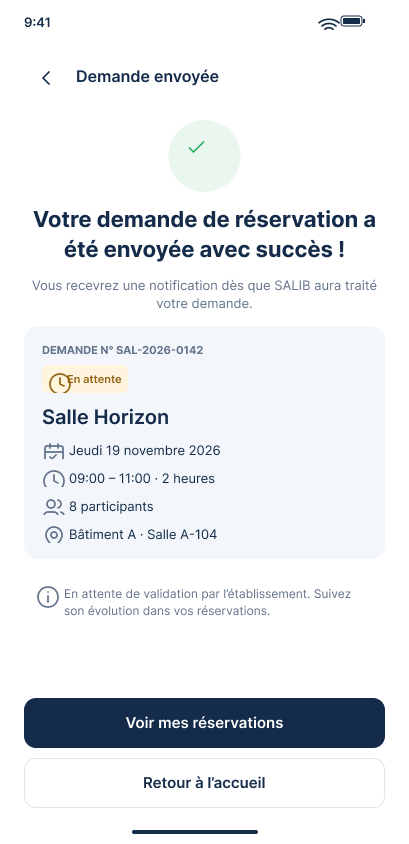 9:41
Demande envoyée
Votre demande de réservation a
été envoyée avec succès !
Vous recevrez une notification dès que SALIB aura traité
votre demande.
DEMANDE N° SAL-2026-0142
En attente
Salle Horizon
Jeudi 19 novembre 2026
09:00 – 11:00 · 2 heures
8 participants
Bâtiment A · Salle A-104
En attente de validation par l’établissement. Suivez
son évolution dans vos réservations.
Voir mes réservations
Retour à l’accueil